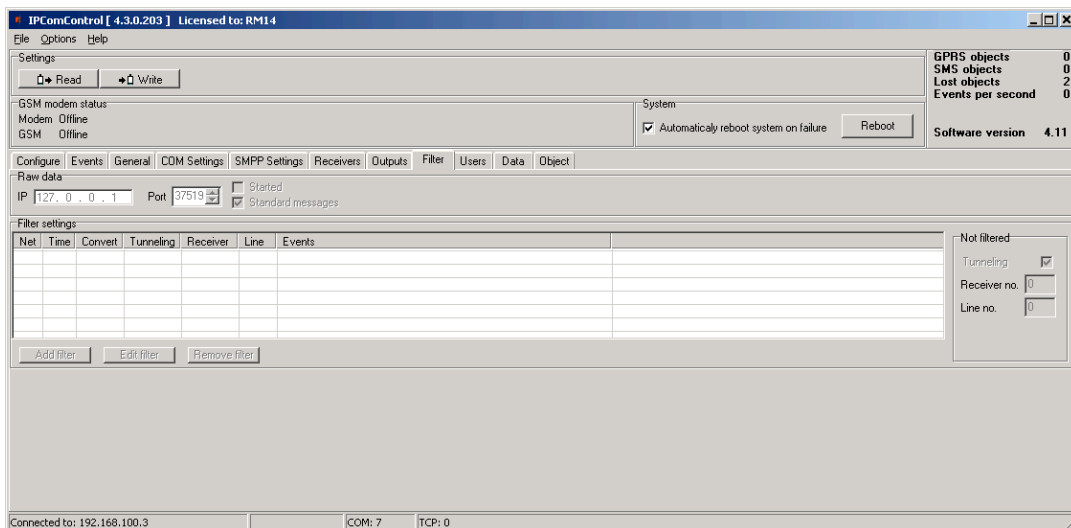 IPComControl [ 4.3.0.203 ] Licensed to: RM14
File Options Help
Settings
Read Write
GPRS objects 0
SMS objects 0
Lost objects 2
Events per second 0
Software version 4.11
GSM modem status
Modem Offline
GSM Offline
System
Automaticaly reboot system on failure
Reboot
Configure Events General COM Settings SMPP Settings Receivers Outputs Filter Users Data Object
Raw data
IP 127. 0 . 0 . 1 Port 37519
Started
Standard messages
Filter settings
Net Time Convert Tunneling Receiver Line Events
Not filtered
Tunneling
Receiver no. 0
Line no. 0
Add filter Edit filter Remove filter
Connected to: 192.168.100.3 COM: 7 TCP: 0